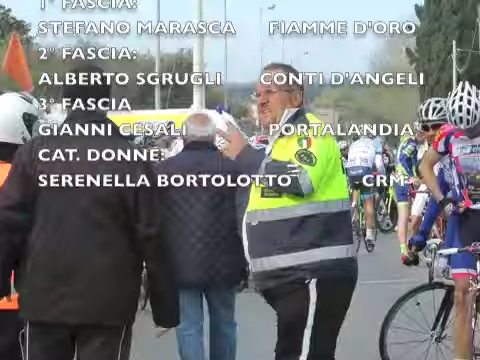 1° FASCIA:
STEFANO MARASCA FIAMME D'ORO
2° FASCIA:
ALBERTO SGRUGLI CONTI D'ANGELI
3° FASCIA
GIANNI CESALI PORTALANDIA
CAT. DONNE:
SERENELLA BORTOLOTTO CRM